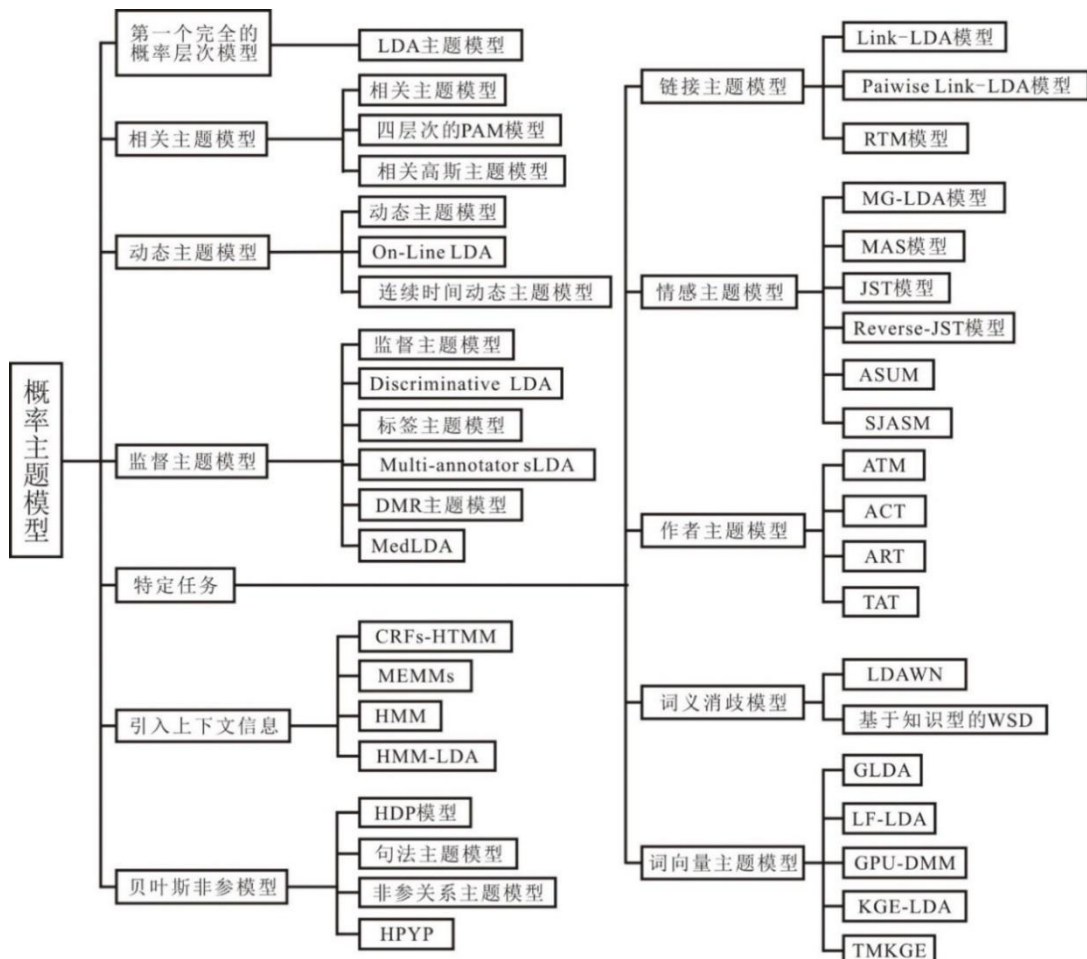 概率主题模型
第一个完全的
概率层次模型
LDA主题模型
相关主题模型
相关主题模型
四层次的PAM模型
相关高斯主题模型
动态主题模型
动态主题模型
On-Line LDA
连续时间动态主题模型
监督主题模型
监督主题模型
Discriminative LDA
标签主题模型
Multi-annotator sLDA
DMR主题模型
MedLDA
特定任务
链接主题模型
Link-LDA模型
Paiwise Link-LDA模型
RTM模型
情感主题模型
MG-LDA模型
MAS模型
JST模型
Reverse-JST模型
ASUM
SJASM
作者主题模型
ATM
ACT
ART
TAT
词义消歧模型
LDAWN
基于知识型的WSD
词向量主题模型
GLDA
LF-LDA
GPU-DMM
KGE-LDA
TMKGE
引入上下文信息
CRFs-HTMM
MEMMs
HMM
HMM-LDA
贝叶斯非参模型
HDP模型
句法主题模型
非参关系主题模型
HPYP